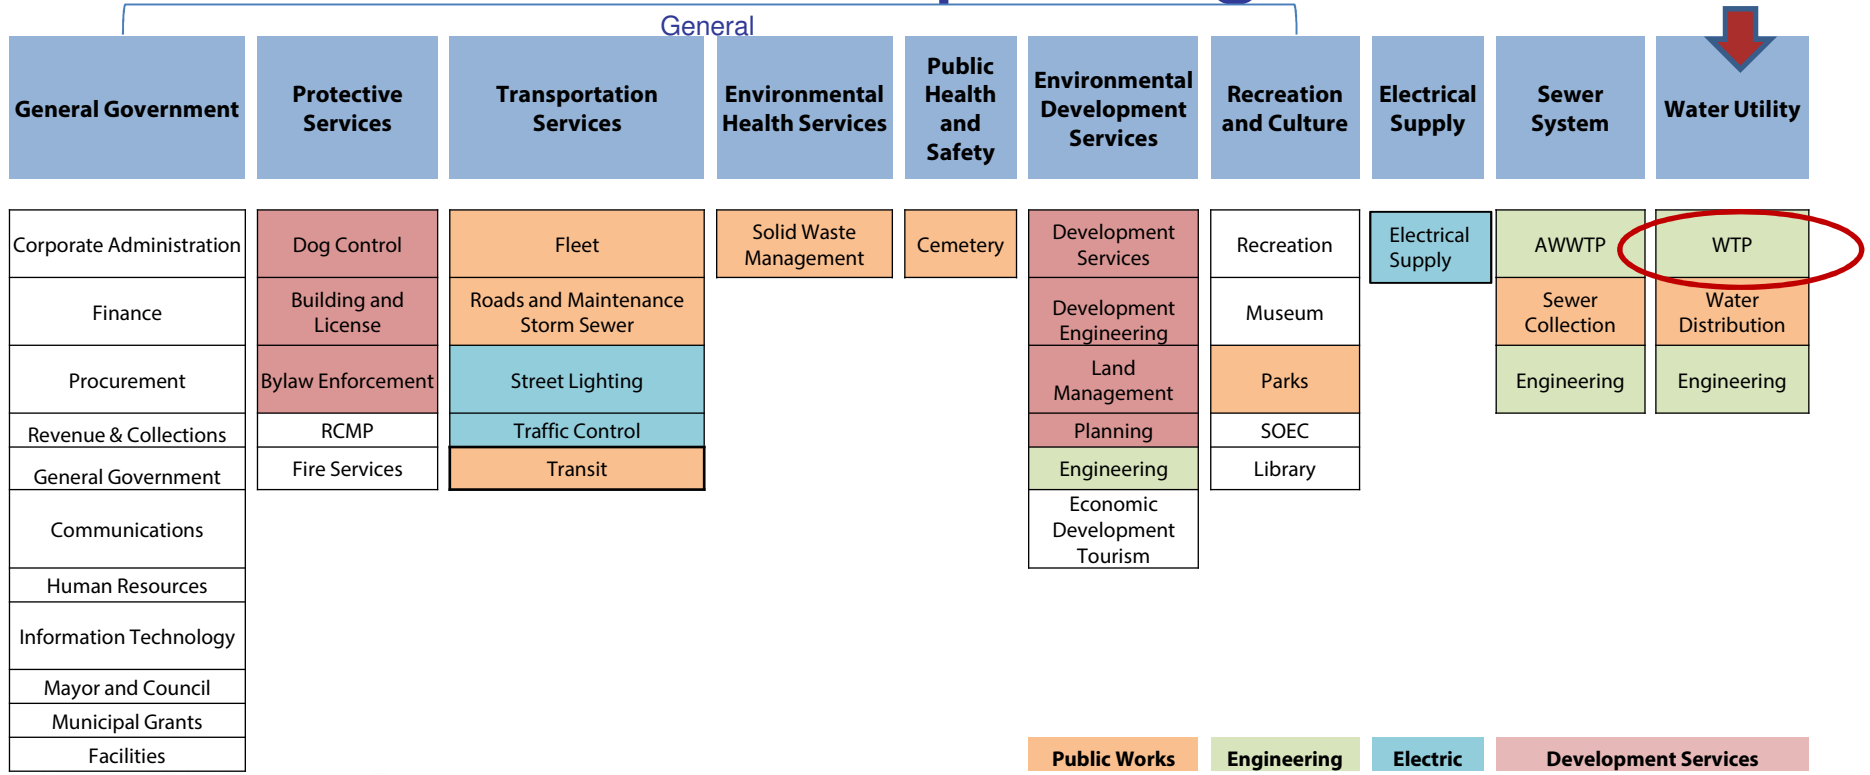 General
General Government
Protective
Services
Transportation
Services
Environmental
Health Services
Public
Health
and
Safety
Environmental
Development
Services
Recreation
and Culture
Electrical
Supply
Sewer
System
Water Utility
Corporate Administration
Finance
Procurement
Revenue & Collections
General Government
Communications
Human Resources
Information Technology
Mayor and Council
Municipal Grants
Facilities
Dog Control
Building and
License
Bylaw Enforcement
RCMP
Fire Services
Fleet
Roads and Maintenance
Storm Sewer
Street Lighting
Traffic Control
Transit
Solid Waste
Management
Cemetery
Development
Services
Development
Engineering
Land
Management
Planning
Engineering
Economic
Development
Tourism
Recreation
Museum
Parks
SOEC
Library
Electrical
Supply
AWWTP
Sewer
Collection
Engineering
WTP
Water
Distribution
Engineering
Public Works
Engineering
Electric
Development Services